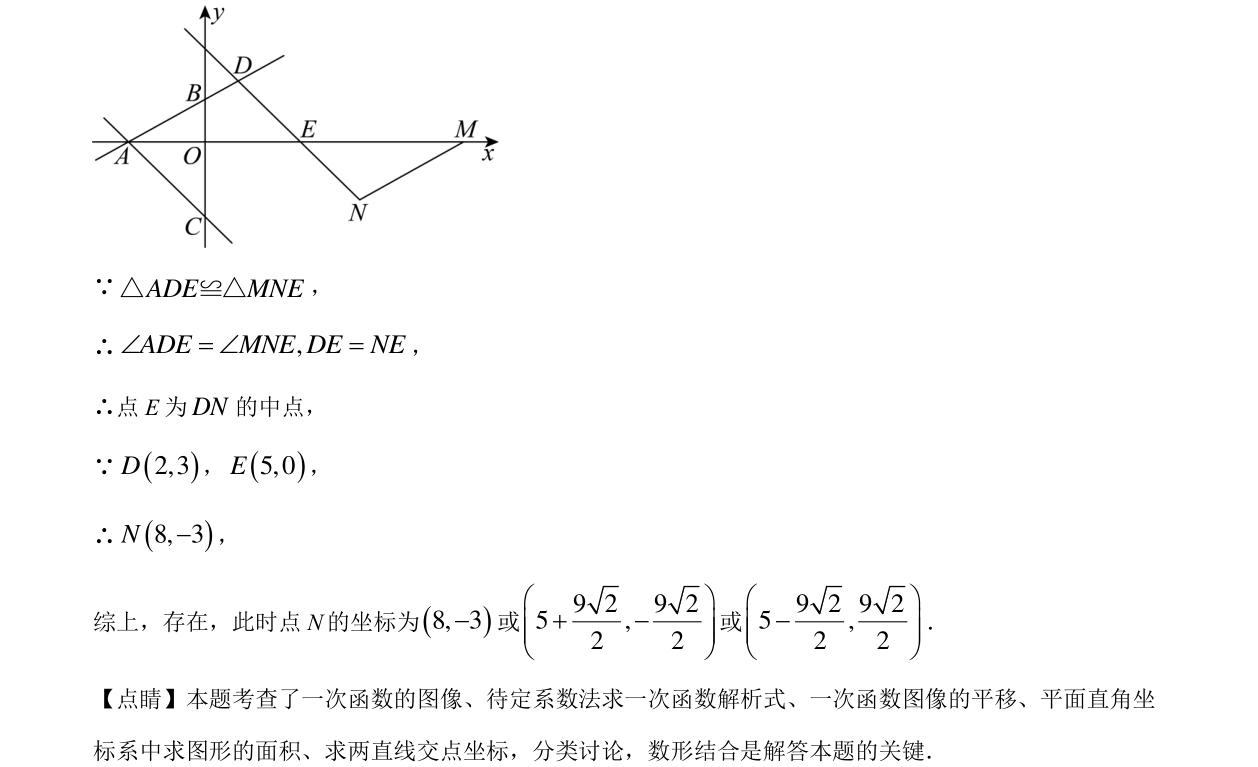 y
D
B
E
M
A
O
x
N
C
∵ △ADE≌△MNE，
∴ ∠ADE = ∠MNE, DE = NE，
∴点 E 为 DN 的中点，
∵ D(2,3)，E(5,0)，
∴ N(8,−3)，
综上，存在，此时点 N 的坐标为(8,−3)或(5+9√2/2,−9√2/2)或(5−9√2/2,9√2/2)．
【点睛】本题考查了一次函数的图像、待定系数法求一次函数解析式、一次函数图像的平移、平面直角坐
标系中求图形的面积、求两直线交点坐标，分类讨论，数形结合是解答本题的关键．